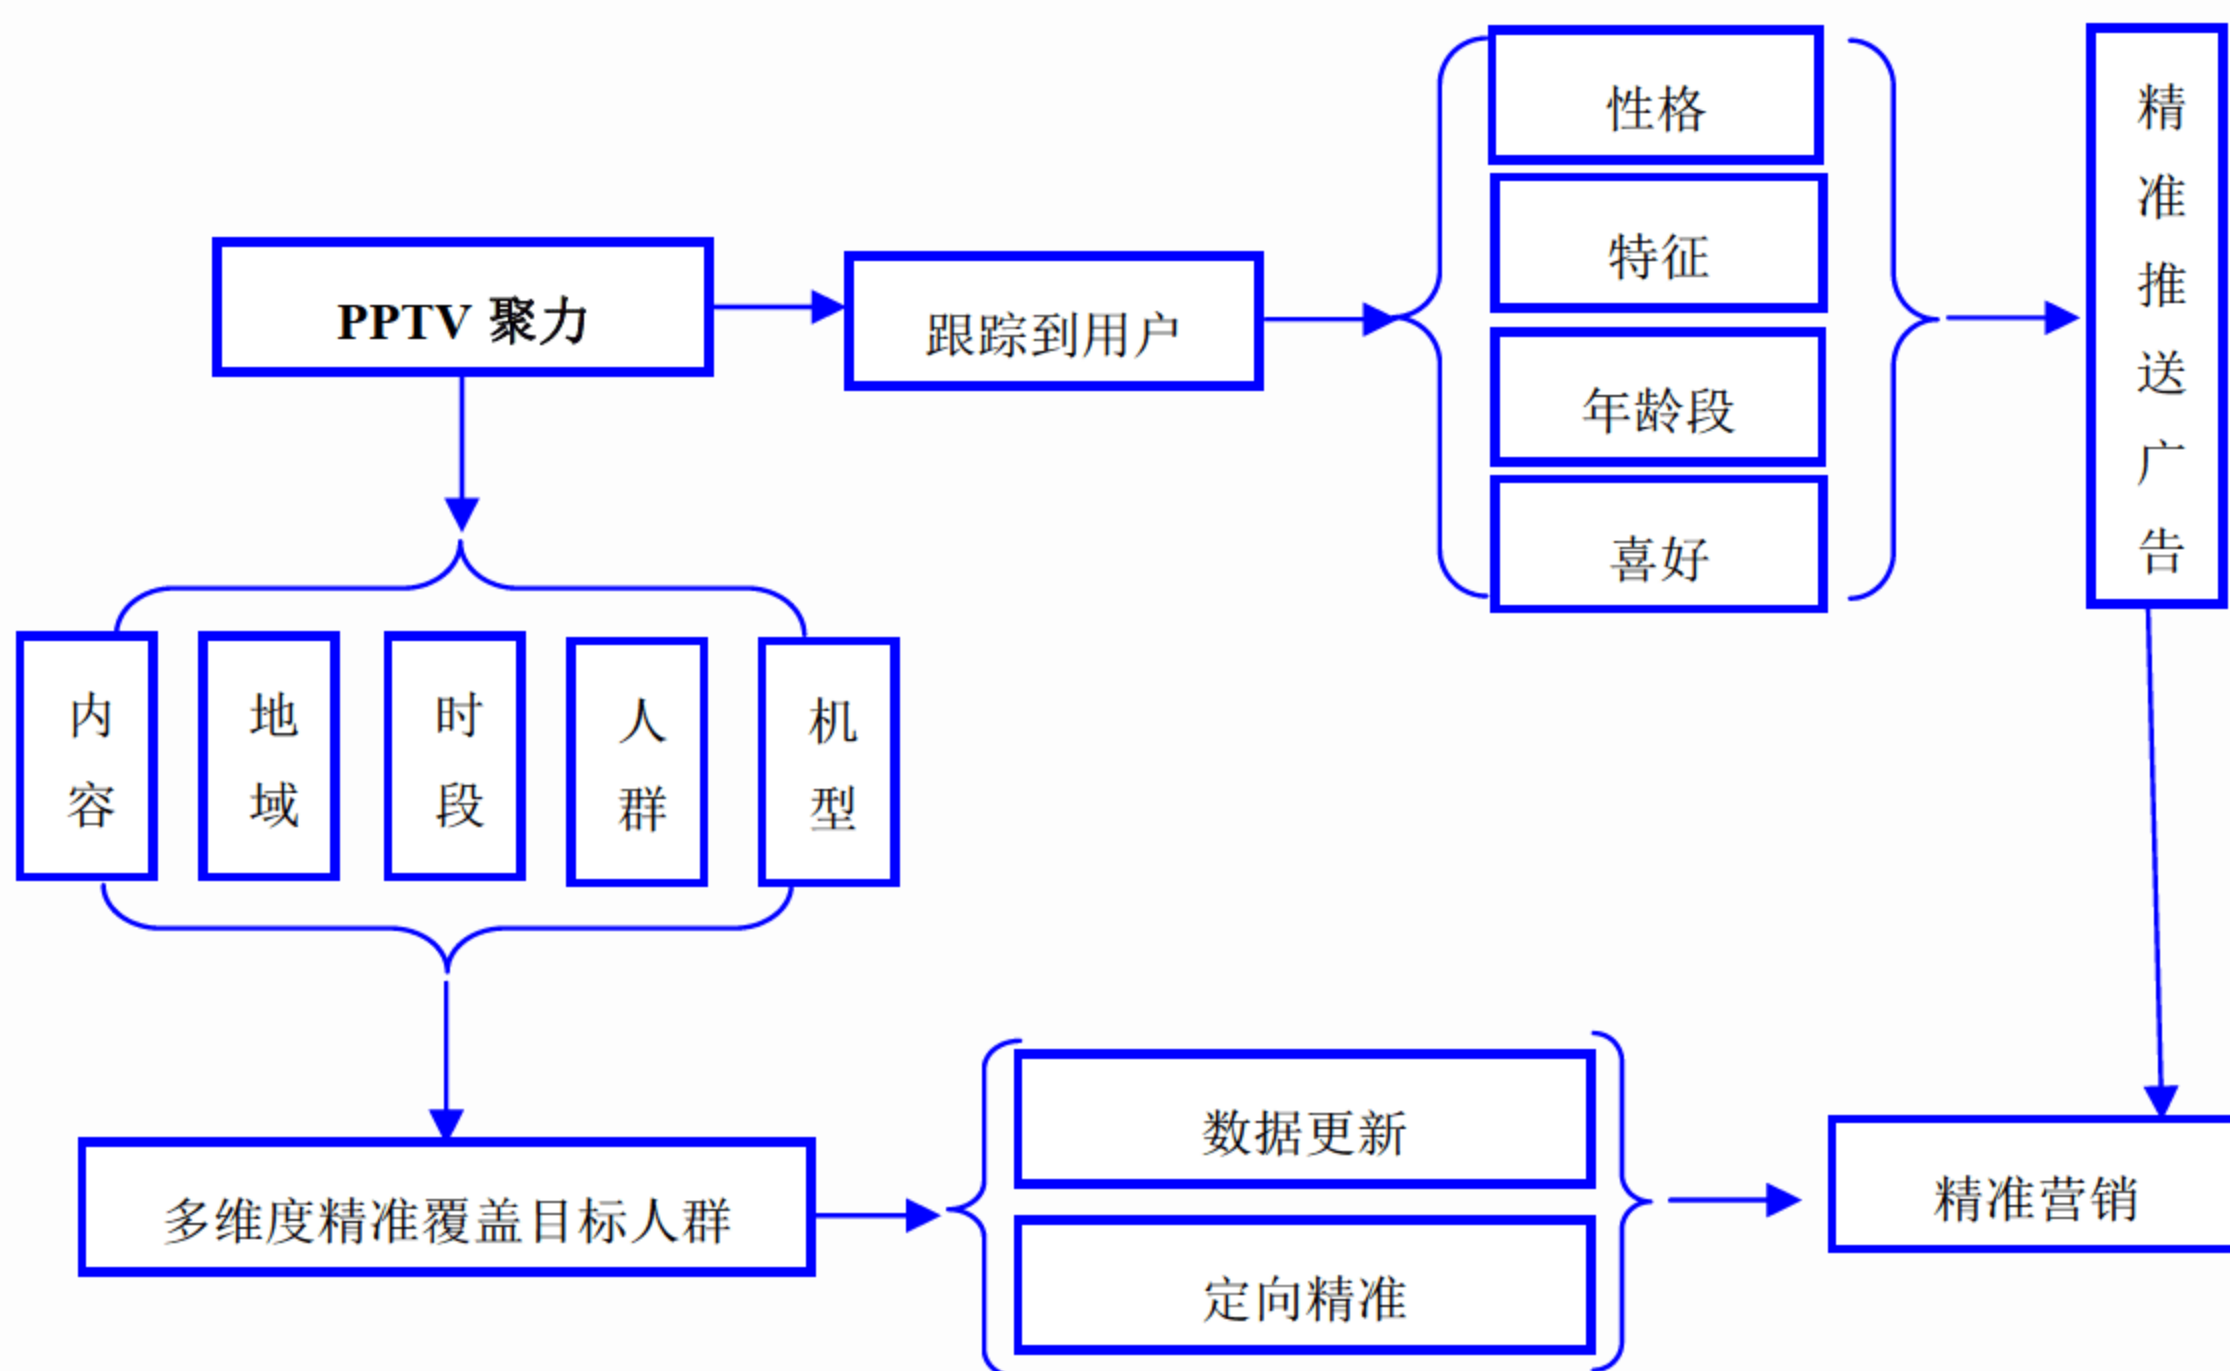 性格
特征
年龄段
喜好
精准推送广告
PPTV 聚力
跟踪到用户
内容
地域
时段
人群
机型
多维度精准覆盖目标人群
数据更新
定向精准
精准营销